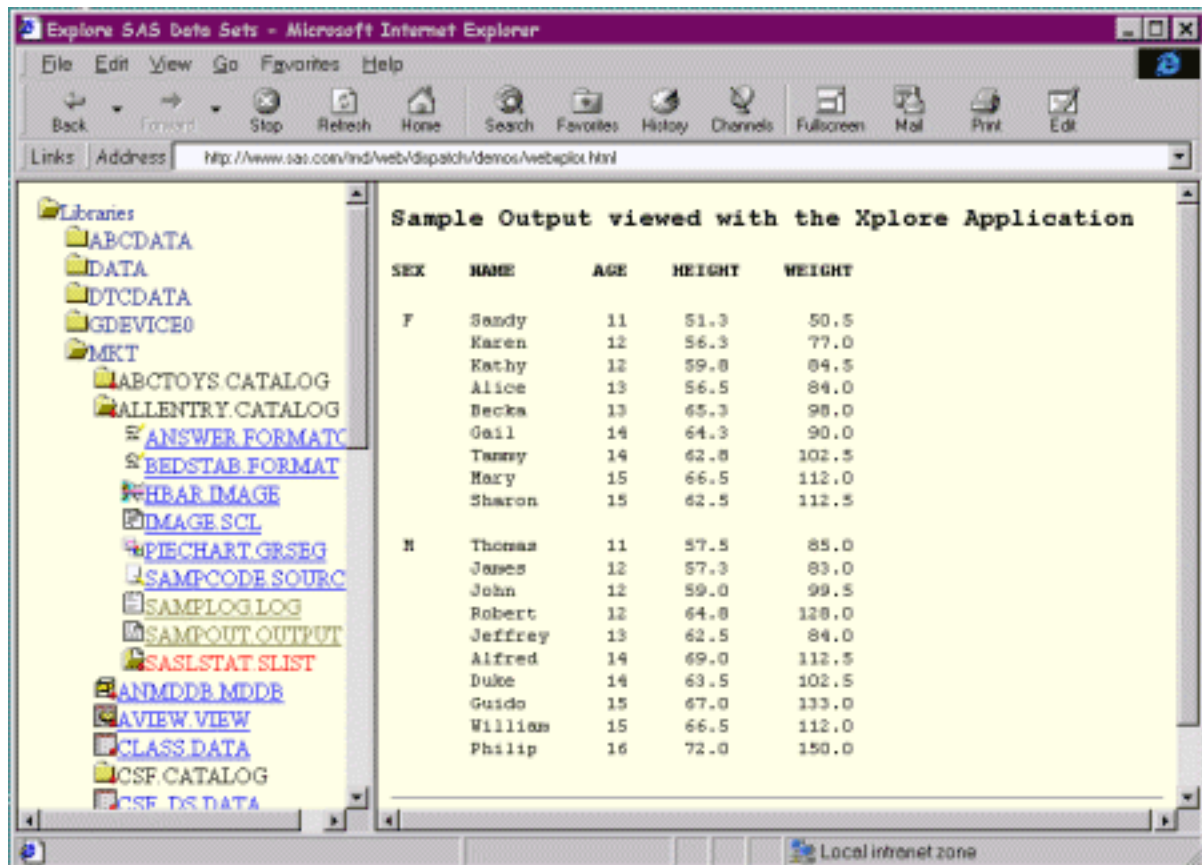 Explore SAS Data Sets - Microsoft Internet Explorer
File Edit View Go Favorites Help
Back Forward Stop Refresh Home Search Favorites History Channels Fullscreen Mail Print Edit
Links Address http://www.sas.com/rnd/web/dispatch/demos/webxplor.html
Libraries
ABCDATA
DATA
DTCDATA
GDEVICE0
MKT
ABCTOYS.CATALOG
ALLENTRY.CATALOG
ANSWER.FORMATC
BEDSTAB.FORMAT
HBAR.IMAGE
IMAGE.SCL
PIECHART.GRSEG
SAMPCODE.SOURC
SAMPLOG.LOG
SAMPOUT.OUTPUT
SASLSTAT.SLIST
ANMDDB.MDDB
AVIEW.VIEW
CLASS.DATA
CSF.CATALOG
CSF_DS.DATA
Sample Output viewed with the Xplore Application
SEX NAME AGE HEIGHT WEIGHT
F Sandy 11 51.3 50.5
Karen 12 56.3 77.0
Kathy 12 59.8 84.5
Alice 13 56.5 84.0
Becka 13 65.3 98.0
Gail 14 64.3 90.0
Tammy 14 62.8 102.5
Mary 15 66.5 112.0
Sharon 15 62.5 112.5
M Thomas 11 57.5 85.0
James 12 57.3 83.0
John 12 59.0 99.5
Robert 12 64.8 128.0
Jeffrey 13 62.5 84.0
Alfred 14 69.0 112.5
Duke 14 63.5 102.5
Guido 15 67.0 133.0
William 15 66.5 112.0
Philip 16 72.0 150.0
Local intranet zone